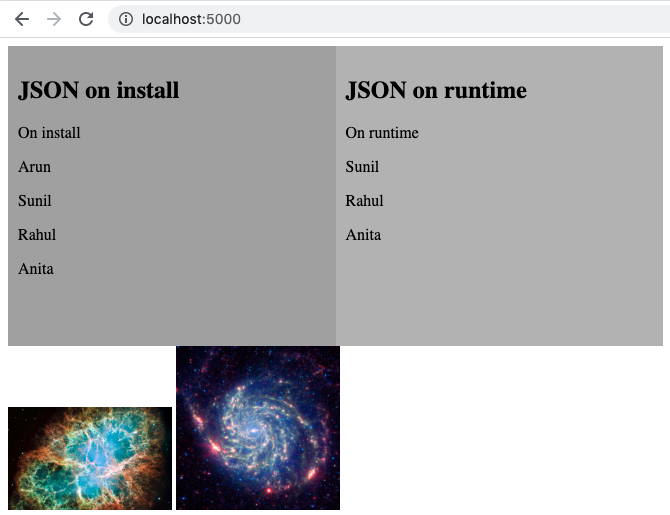 localhost:5000
JSON on install
On install
Arun
Sunil
Rahul
Anita
JSON on runtime
On runtime
Sunil
Rahul
Anita